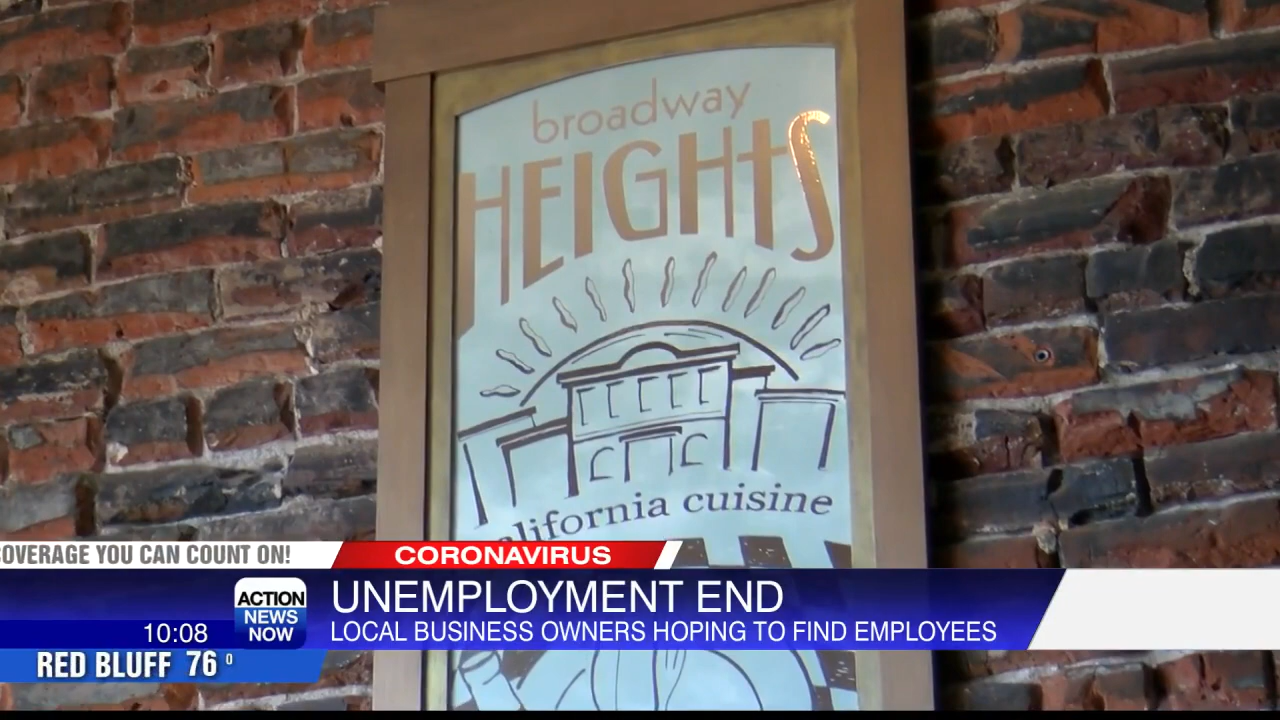 broadway
HEIGHtS
alifornia cuisine
COVERAGE YOU CAN COUNT ON!
CORONAVIRUS
ACTION
NEWS
NOW
UNEMPLOYMENT END
10:08
LOCAL BUSINESS OWNERS HOPING TO FIND EMPLOYEES
RED BLUFF 76°